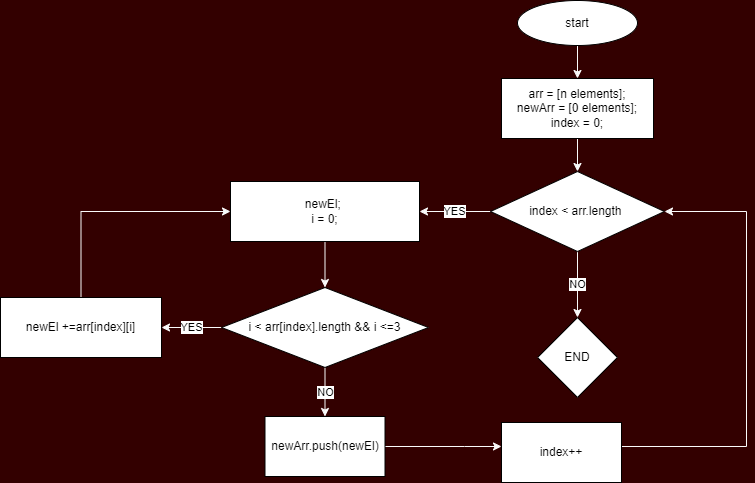 start
arr = [n elements];
newArr = [0 elements];
index = 0;
index < arr.length
YES
newEl;
i = 0;
NO
i < arr[index].length && i <=3
YES
newEl +=arr[index][i]
END
NO
newArr.push(newEl)
index++